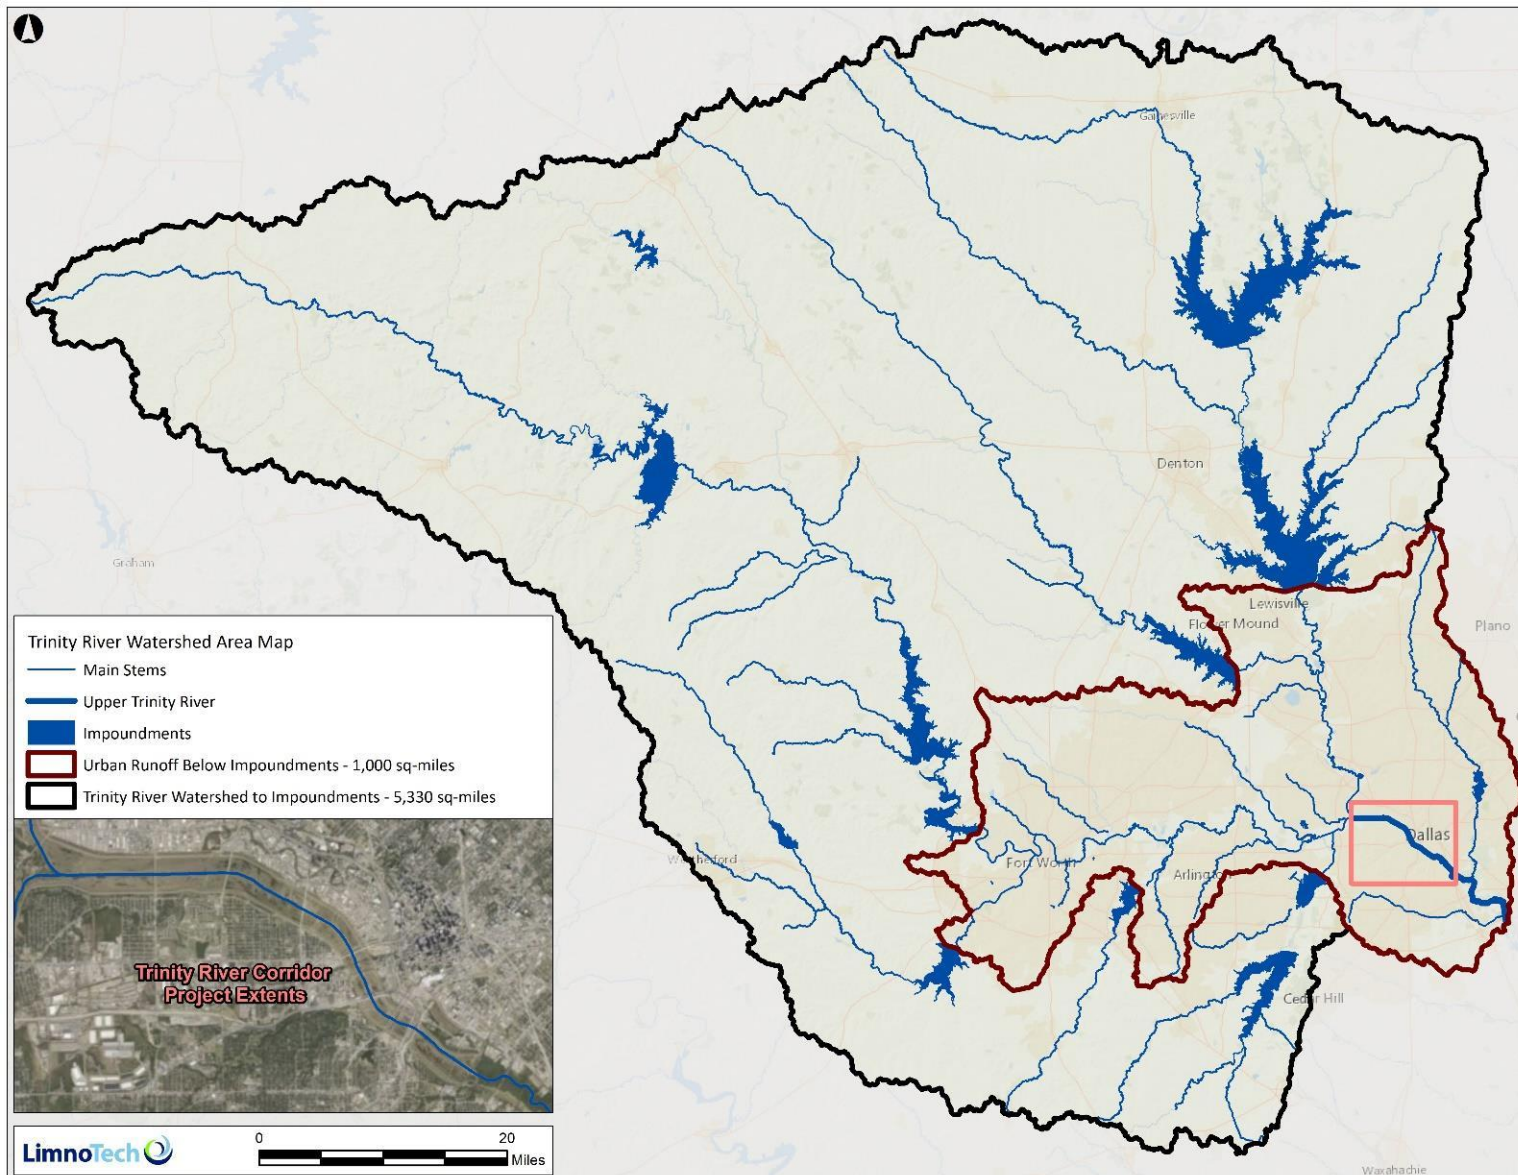 Gainesville
Denton
Graham
Lewisville
Flower Mound
Plano
Trinity River Watershed Area Map
Main Stems
Upper Trinity River
Impoundments
Urban Runoff Below Impoundments - 1,000 sq-miles
Trinity River Watershed to Impoundments - 5,330 sq-miles
Dallas
Weatherford
Fort Worth
Arlington
Trinity River Corridor
Project Extents
Cedar Hill
LimnoTech
0 20
Miles
Waxahachie